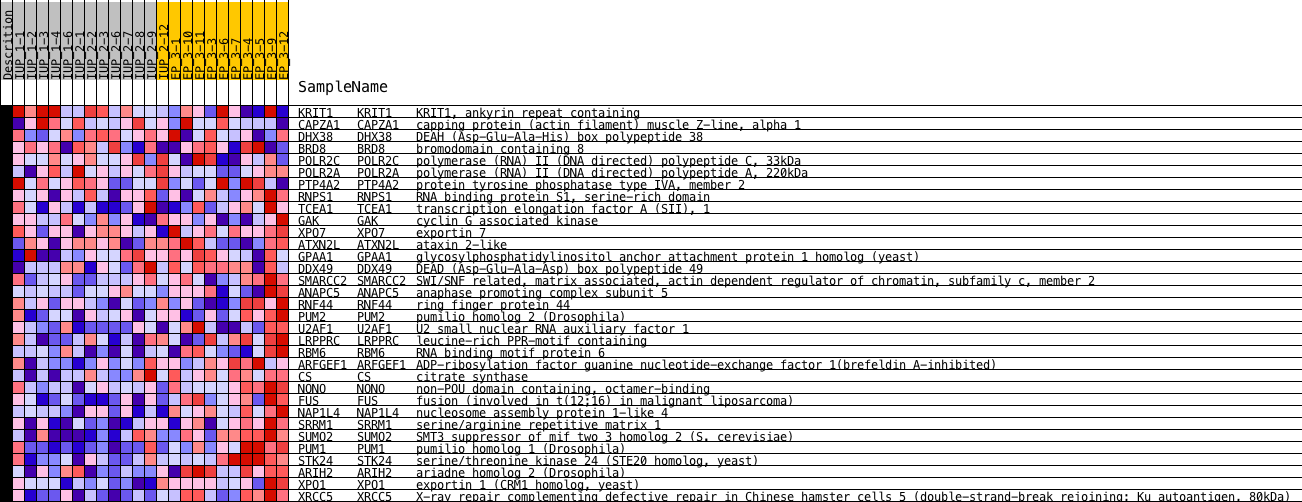 Descrition
IUP_1-1
IUP_1-2
IUP_1-3
IUP_1-4
IUP_1-6
IUP_2-1
IUP_2-2
IUP_2-3
IUP_2-7
IUP_2-8
IUP_2-9
IUP_2-12
EP_3-1
EP_3-10
EP_3-11
EP_3-3
EP_3-6
EP_3-7
EP_3-4
EP_3-5
EP_3-9
EP_3-12
SampleName
KRIT1 KRIT1 KRIT1, ankyrin repeat containing
CAPZA1 CAPZA1 capping protein (actin filament) muscle Z-line, alpha 1
DHX38 DHX38 DEAH (Asp-Glu-Ala-His) box polypeptide 38
BRD8 BRD8 bromodomain containing 8
POLR2C POLR2C polymerase (RNA) II (DNA directed) polypeptide C, 33kDa
POLR2A POLR2A polymerase (RNA) II (DNA directed) polypeptide A, 220kDa
PTP4A2 PTP4A2 protein tyrosine phosphatase type IVA, member 2
RNPS1 RNPS1 RNA binding protein S1, serine-rich domain
TCEA1 TCEA1 transcription elongation factor A (SII), 1
GAK GAK cyclin G associated kinase
XPO7 XPO7 exportin 7
ATXN2L ATXN2L ataxin 2-like
GPAA1 GPAA1 glycosylphosphatidylinositol anchor attachment protein 1 homolog (yeast)
DDX49 DDX49 DEAD (Asp-Glu-Ala-Asp) box polypeptide 49
SMARCC2 SMARCC2 SWI/SNF related, matrix associated, actin dependent regulator of chromatin, subfamily c, member 2
ANAPC5 ANAPC5 anaphase promoting complex subunit 5
RNF44 RNF44 ring finger protein 44
PUM2 PUM2 pumilio homolog 2 (Drosophila)
U2AF1 U2AF1 U2 small nuclear RNA auxiliary factor 1
LRPPRC LRPPRC leucine-rich PPR-motif containing
RBM6 RBM6 RNA binding motif protein 6
ARFGEF1 ARFGEF1 ADP-ribosylation factor guanine nucleotide-exchange factor 1(brefeldin A-inhibited)
CS CS citrate synthase
NONO NONO non-POU domain containing, octamer-binding
FUS FUS fusion (involved in t(12;16) in malignant liposarcoma)
NAP1L4 NAP1L4 nucleosome assembly protein 1-like 4
SRRM1 SRRM1 serine/arginine repetitive matrix 1
SUMO2 SUMO2 SMT3 suppressor of mif two 3 homolog 2 (S. cerevisiae)
PUM1 PUM1 pumilio homolog 1 (Drosophila)
STK24 STK24 serine/threonine kinase 24 (STE20 homolog, yeast)
ARIH2 ARIH2 ariadne homolog 2 (Drosophila)
XPO1 XPO1 exportin 1 (CRM1 homolog, yeast)
XRCC5 XRCC5 X-ray repair complementing defective repair in Chinese hamster cells 5 (double-strand-break rejoining; Ku autoantigen, 80kDa)